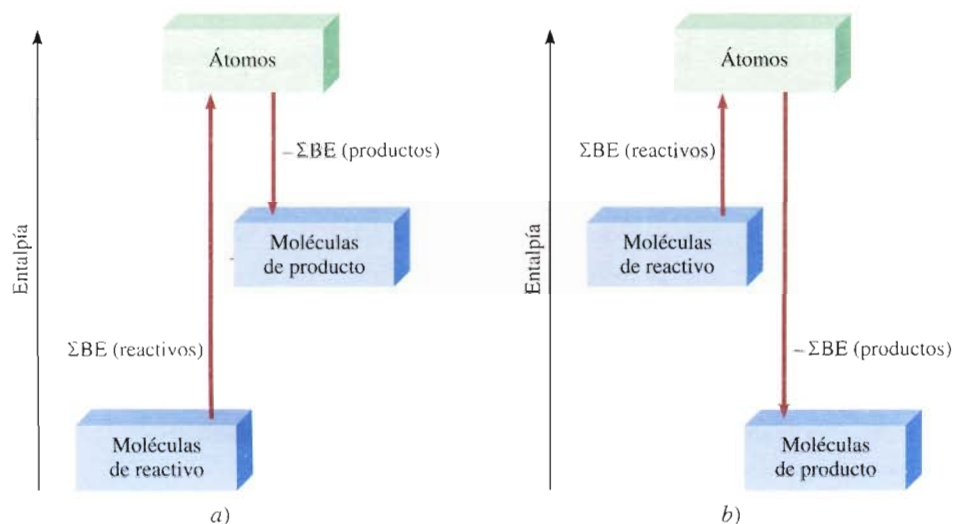 Átomos
– ΣBE (productos)
Moléculas
de producto
Entalpía
ΣBE (reactivos)
Moléculas
de reactivo
a)
Átomos
ΣBE (reactivos)
Moléculas
de reactivo
Entalpía
– ΣBE (productos)
Moléculas
de producto
b)